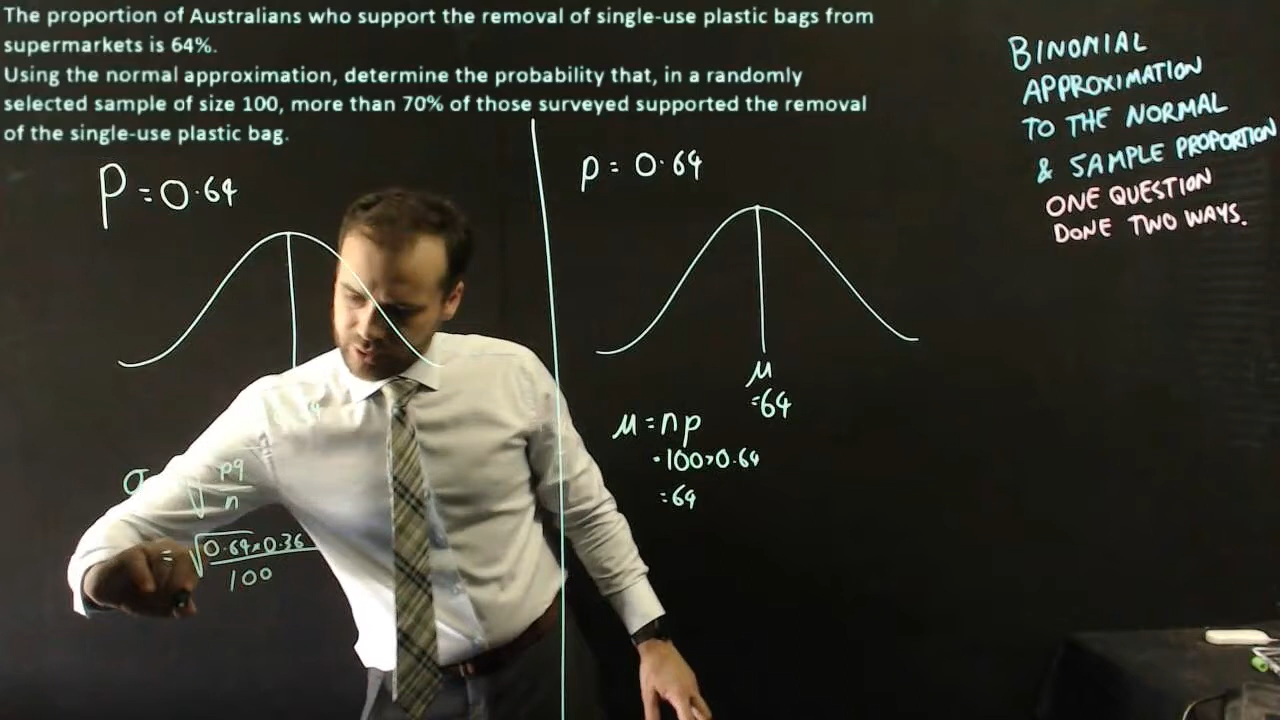 The proportion of Australians who support the removal of single-use plastic bags from
supermarkets is 64%.
Using the normal approximation, determine the probability that, in a randomly
selected sample of size 100, more than 70% of those surveyed supported the removal
of the single-use plastic bag.
BINOMIAL
APPROXIMATION
TO THE NORMAL
& SAMPLE PROPORTION
ONE QUESTION
DONE TWO WAYS.
P = 0.64
σ √ pq
n
= √ 0.64 × 0.36
100
p = 0.64
μ
= 64
μ = np
= 100 × 0.64
= 64